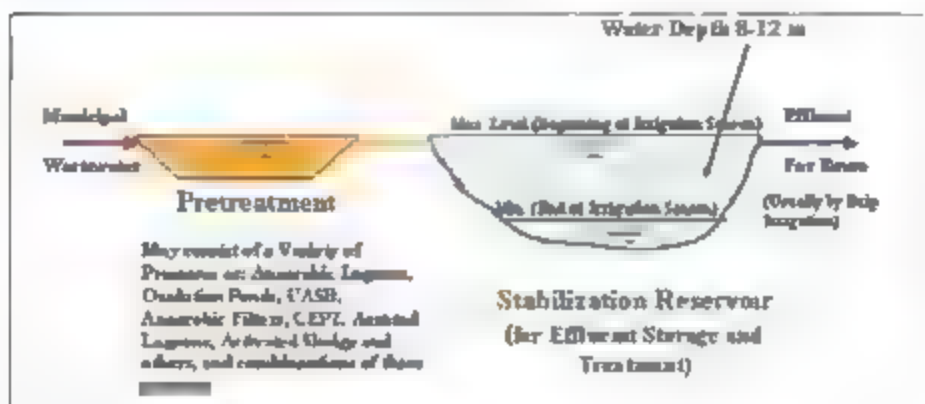 Water Depth 8-12 m
Municipal
Wastewater
Max Level (Beginning of Irrigation Season)
Effluent
For Reuse
(Usually by Drip
Irrigation)
Min (End of Irrigation Season)
Pretreatment
May consist of a Variety of
Processes as: Anaerobic Lagoons,
Oxidation Ponds, UASB,
Anaerobic Filters, CEPT, Aerated
Lagoons, Activated Sludge and
others, and combinations of them
Stabilization Reservoir
(for Effluent Storage and
Treatment)